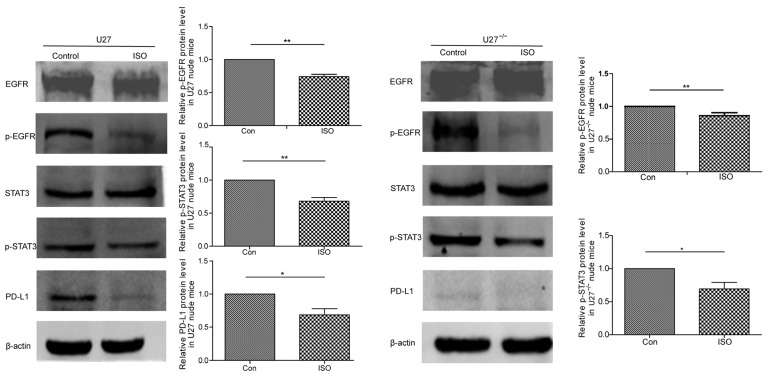 U27
Control ISO
EGFR
p-EGFR
STAT3
p-STAT3
PD-L1
β-actin
Relative p-EGFR protein level
in U27 nude mice
1.5
1.0
0.5
0.0
**
Con ISO
Relative p-STAT3 protein level
in U27 nude mice
1.5
1.0
0.5
0.0
**
Con ISO
Relative PD-L1 protein level
in U27 nude mice
1.5
1.0
0.5
0.0
*
Con ISO
U27⁻/⁻
Control ISO
EGFR
p-EGFR
STAT3
p-STAT3
PD-L1
β-actin
Relative p-EGFR protein level
in U27⁻/⁻ nude mice
1.5
1.0
0.5
0.0
**
Con ISO
Relative p-STAT3 protein level
in U27⁻/⁻ nude mice
1.5
1.0
0.5
0.0
*
Con ISO